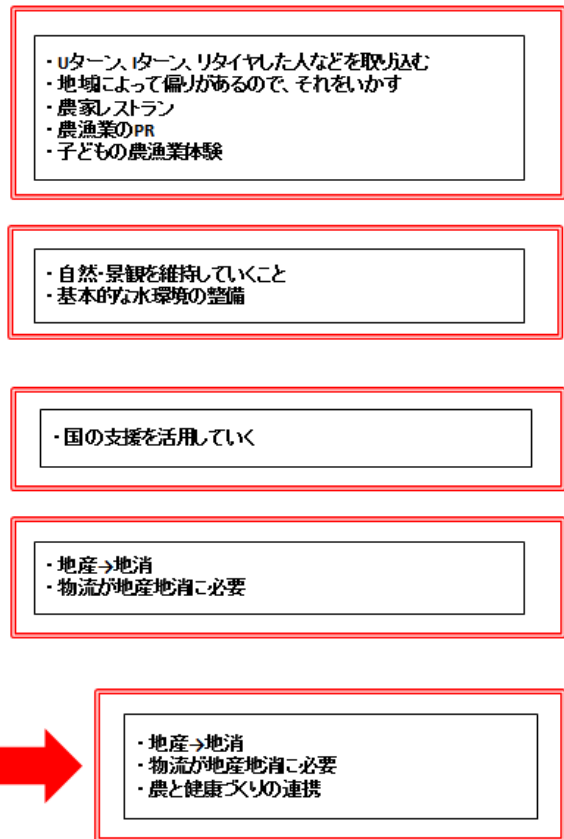 ・Uターン、Iターン、リタイヤした人などを取り込む
・地域によって偏りがあるので、それをいかす
・農家レストラン
・農漁業のPR
・子どもの農漁業体験
・自然・景観を維持していくこと
・基本的な水環境の整備
・国の支援を活用していく
・地産→地消
・物流が地産地消に必要
・地産→地消
・物流が地産地消に必要
・農と健康づくりの連携